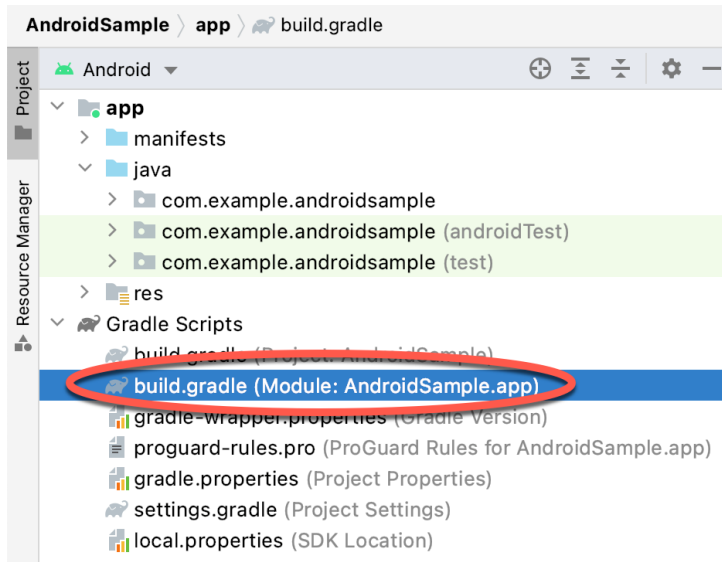 AndroidSample > app > build.gradle
Project
Resource Manager
Android
app
manifests
java
com.example.androidsample
com.example.androidsample (androidTest)
com.example.androidsample (test)
res
Gradle Scripts
build.gradle (Project: AndroidSample)
build.gradle (Module: AndroidSample.app)
gradle-wrapper.properties (Gradle Version)
proguard-rules.pro (ProGuard Rules for AndroidSample.app)
gradle.properties (Project Properties)
settings.gradle (Project Settings)
local.properties (SDK Location)